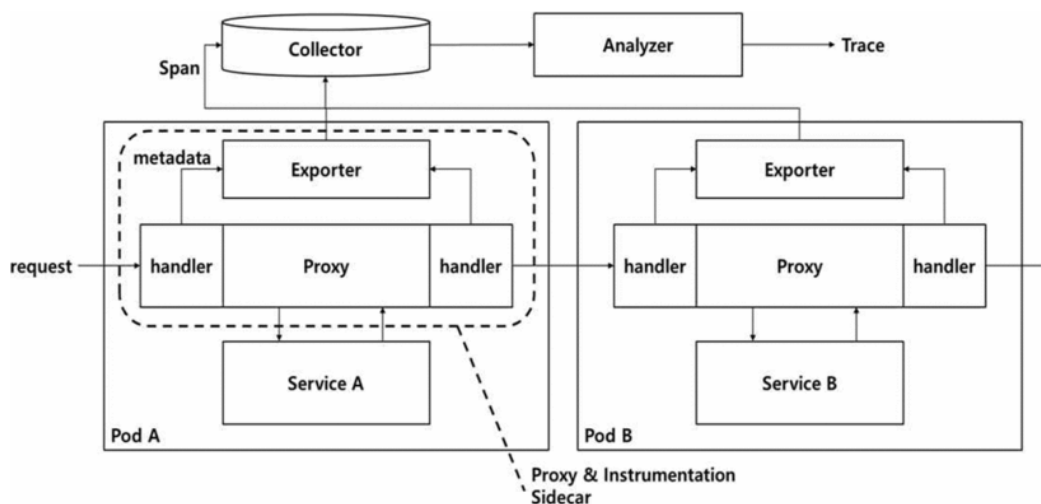 Collector
Analyzer
Trace
Span
metadata
Exporter
Exporter
request
handler
Proxy
handler
handler
Proxy
handler
Service A
Service B
Pod A
Pod B
Proxy & Instrumentation
Sidecar